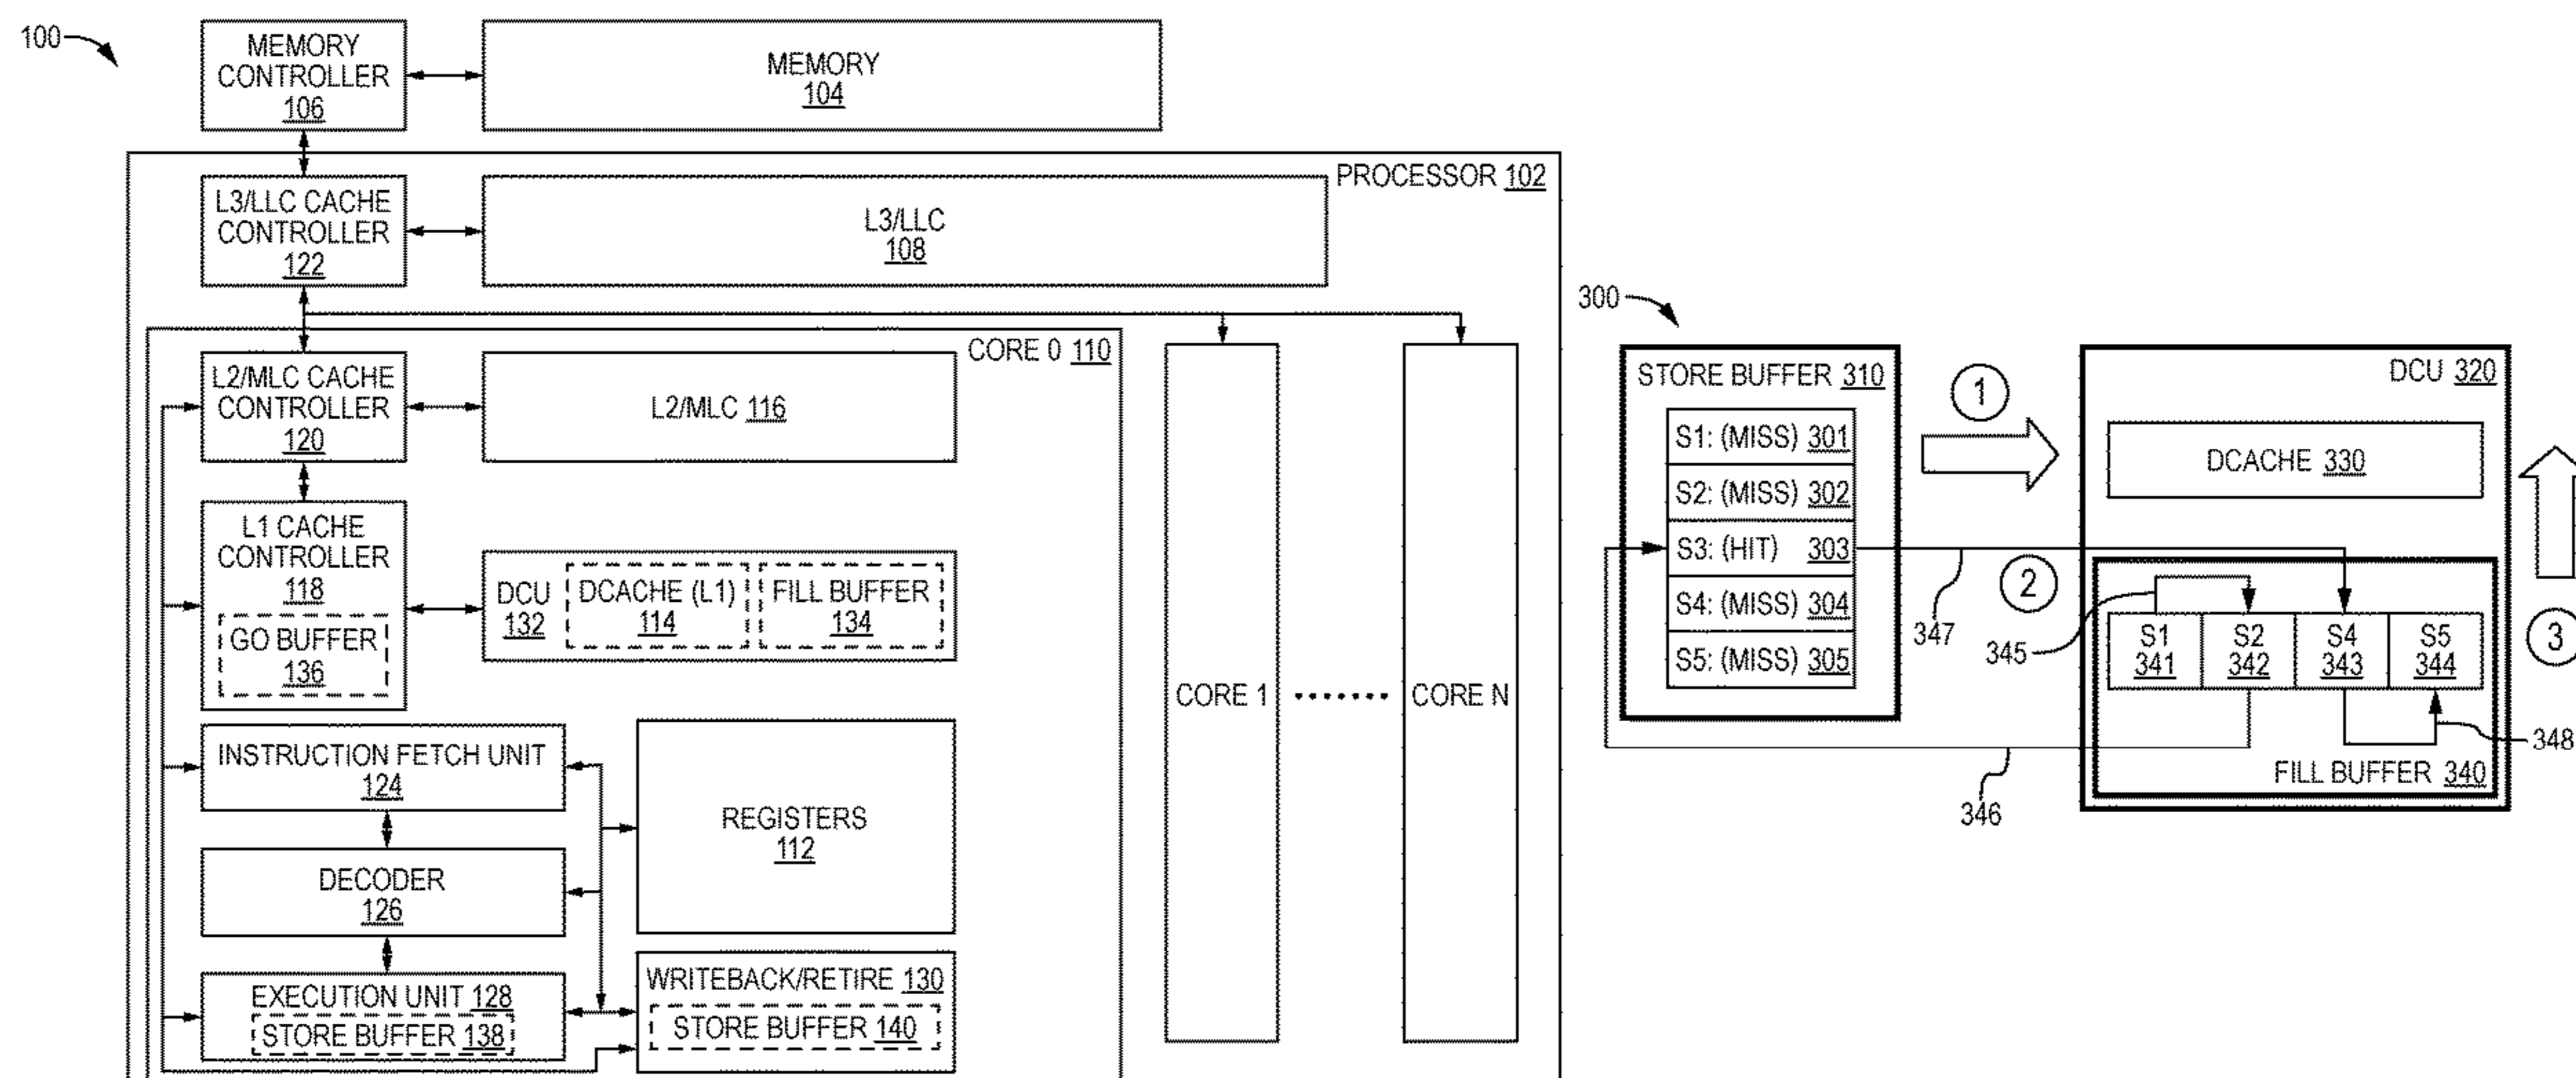 100
MEMORY
CONTROLLER
106
MEMORY
104
PROCESSOR 102
L3/LLC CACHE
CONTROLLER
122
L3/LLC
108
CORE 0 110
L2/MLC CACHE
CONTROLLER
120
L2/MLC 116
L1 CACHE
CONTROLLER
118
GO BUFFER
136
DCU
132
DCACHE (L1)
114
FILL BUFFER
134
INSTRUCTION FETCH UNIT
124
DECODER
126
REGISTERS
112
EXECUTION UNIT 128
STORE BUFFER 138
WRITEBACK/RETIRE 130
STORE BUFFER 140
CORE 1
CORE N
300
STORE BUFFER 310
S1: (MISS) 301
S2: (MISS) 302
S3: (HIT) 303
S4: (MISS) 304
S5: (MISS) 305
1
DCU 320
DCACHE 330
2
347
345
S1
341
S2
342
S4
343
S5
344
3
348
FILL BUFFER 340
346